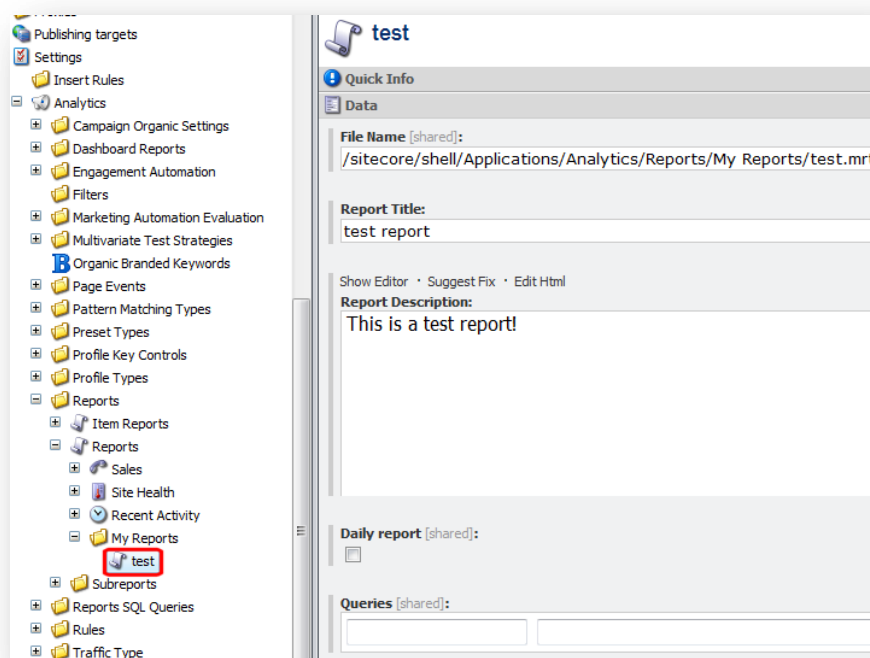 Publishing targets
Settings
Insert Rules
Analytics
Campaign Organic Settings
Dashboard Reports
Engagement Automation
Filters
Marketing Automation Evaluation
Multivariate Test Strategies
Organic Branded Keywords
Page Events
Pattern Matching Types
Preset Types
Profile Key Controls
Profile Types
Reports
Item Reports
Reports
Sales
Site Health
Recent Activity
My Reports
test
Subreports
Reports SQL Queries
Rules
Traffic Type
test
Quick Info
Data
File Name [shared]:
/sitecore/shell/Applications/Analytics/Reports/My Reports/test.mrt
Report Title:
test report
Show Editor · Suggest Fix · Edit Html
Report Description:
This is a test report!
Daily report [shared]:
Queries [shared]: